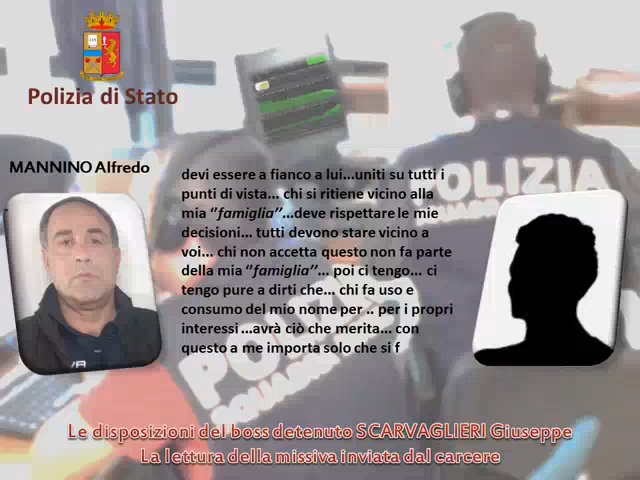 Polizia di Stato
MANNINO Alfredo
devi essere a fianco a lui...uniti su tutti i
punti di vista... chi si ritiene vicino alla
mia ‘’famiglia’’...deve rispettare le mie
decisioni... tutti devono stare vicino a
voi... chi non accetta questo non fa parte
della mia ‘’famiglia’’... poi ci tengo... ci
tengo pure a dirti che... chi fa uso e
consumo del mio nome per .. per i propri
interessi ...avrà ciò che merita... con
questo a me importa solo che si f
POLIZIA
Le disposizioni del boss detenuto SCARVAGLIERI Giuseppe
La lettura della missiva inviata dal carcere